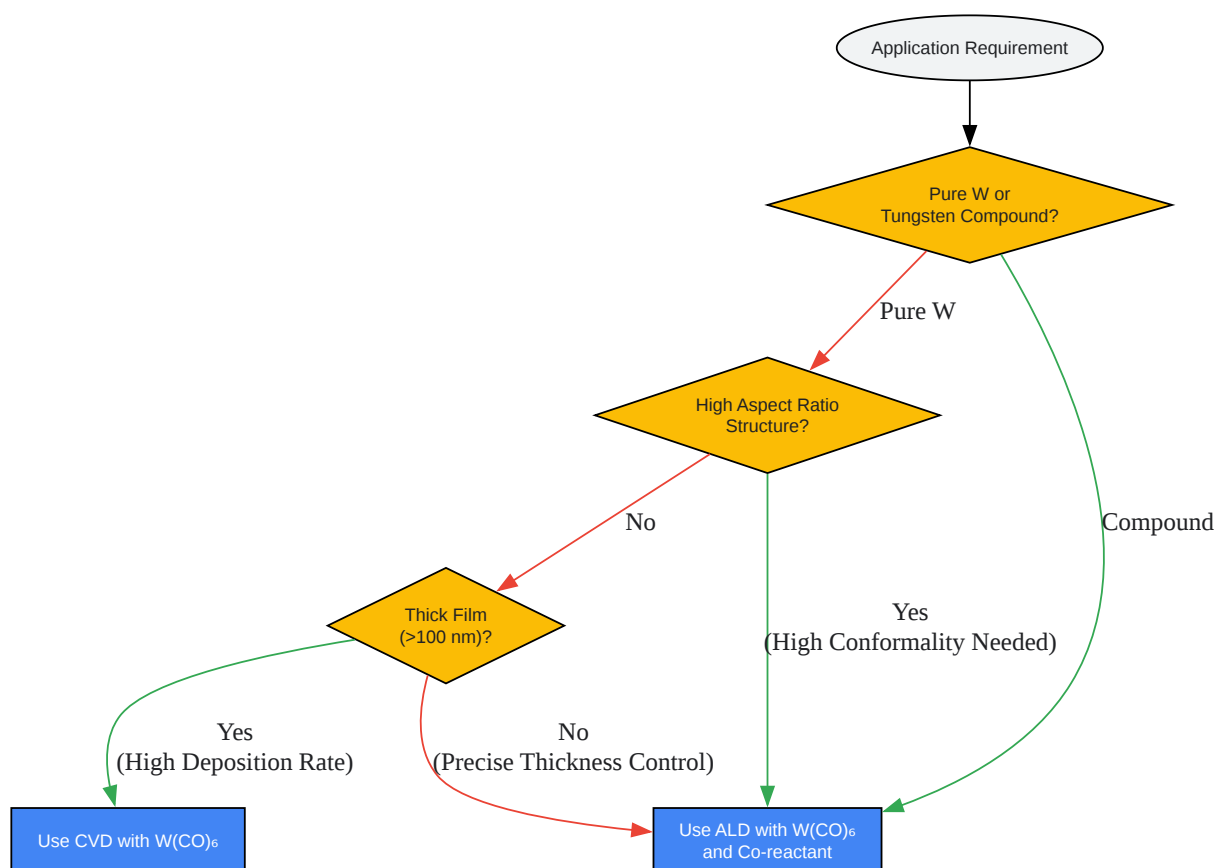 Application Requirement
Pure W or
Tungsten Compound?
Pure W
High Aspect Ratio
Structure?
No
Compound
Thick Film
(>100 nm)?
Yes
(High Conformality Needed)
Yes
(High Deposition Rate)
No
(Precise Thickness Control)
Use CVD with W(CO)₆
Use ALD with W(CO)₆
and Co-reactant